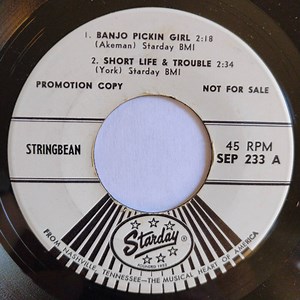 1. BANJO PICKIN GIRL 2:18
(Akeman) Starday BMI
2. SHORT LIFE & TROUBLE 2:34
(York) Starday BMI
PROMOTION COPY NOT FOR SALE
STRINGBEAN
45 RPM
SEP 233 A
Starday
FROM NASHVILLE, TENNESSEE—THE MUSICAL HEART OF AMERICA